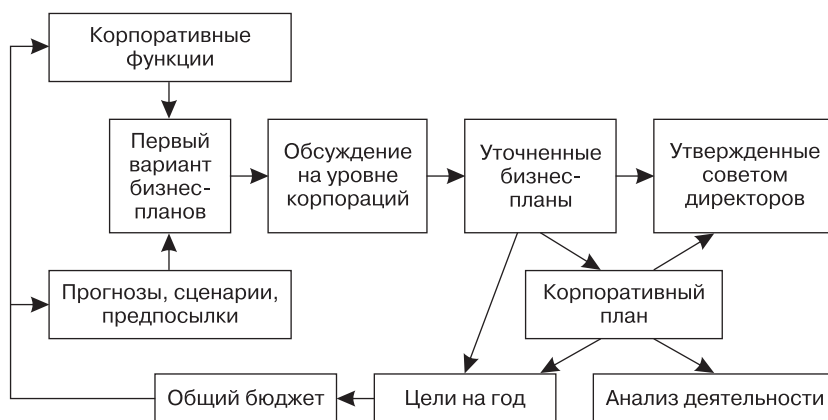 Корпоративные
функции
Первый
вариант
бизнес-
планов
Обсуждение
на уровне
корпораций
Уточненные
бизнес-
планы
Утвержденные
советом
директоров
Прогнозы, сценарии,
предпосылки
Корпоративный
план
Общий бюджет
Цели на год
Анализ деятельности